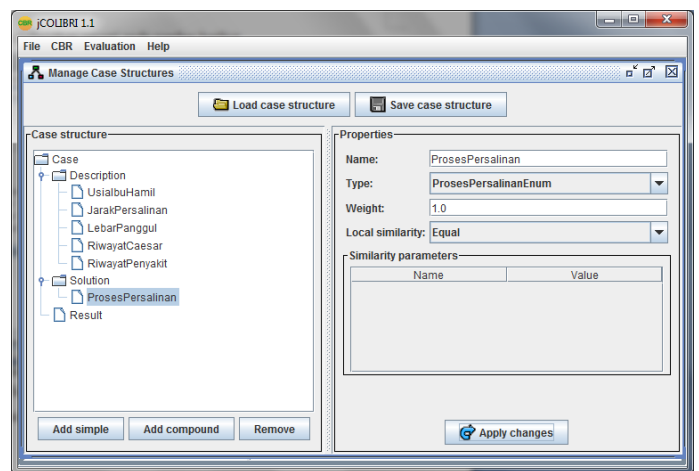 CBR jCOLIBRI 1.1
File CBR Evaluation Help
Manage Case Structures
Load case structure Save case structure
Case structure
Case
Description
UsiaIbuHamil
JarakPersalinan
LebarPanggul
RiwayatCaesar
RiwayatPenyakit
Solution
ProsesPersalinan
Result
Add simple Add compound Remove
Properties
Name: ProsesPersalinan
Type: ProsesPersalinanEnum
Weight: 1.0
Local similarity: Equal
Similarity parameters
Name Value
Apply changes